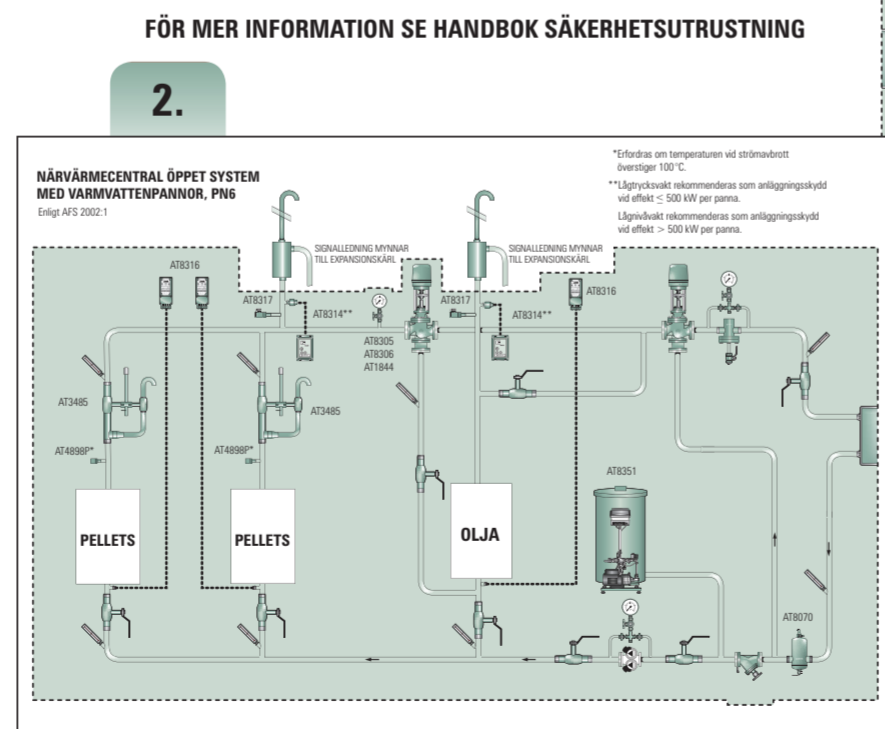 FÖR MER INFORMATION SE HANDBOK SÄKERHETSUTRUSTNING
2.
NÄRVÄRMECENTRAL ÖPPET SYSTEM
MED VARMVATTENPANNOR, PN6
Enligt AFS 2002:1
*Erfordras om temperaturen vid strömavbrott
överstiger 100°C.
**Lågtrycksvakt rekommenderas som anläggningsskydd
vid effekt ≤ 500 kW per panna.
Lågnivåvakt rekommenderas som anläggningsskydd
vid effekt > 500 kW per panna.
SIGNALLEDNING MYNNAR
TILL EXPANSIONSKÄRL
SIGNALLEDNING MYNNAR
TILL EXPANSIONSKÄRL
AT8316
AT8317
AT8314**
AT8305
AT8306
AT1844
AT8317
AT8314**
AT8316
AT3485
AT3485
AT4898P*
AT4898P*
PELLETS
PELLETS
OLJA
AT8351
AT8070